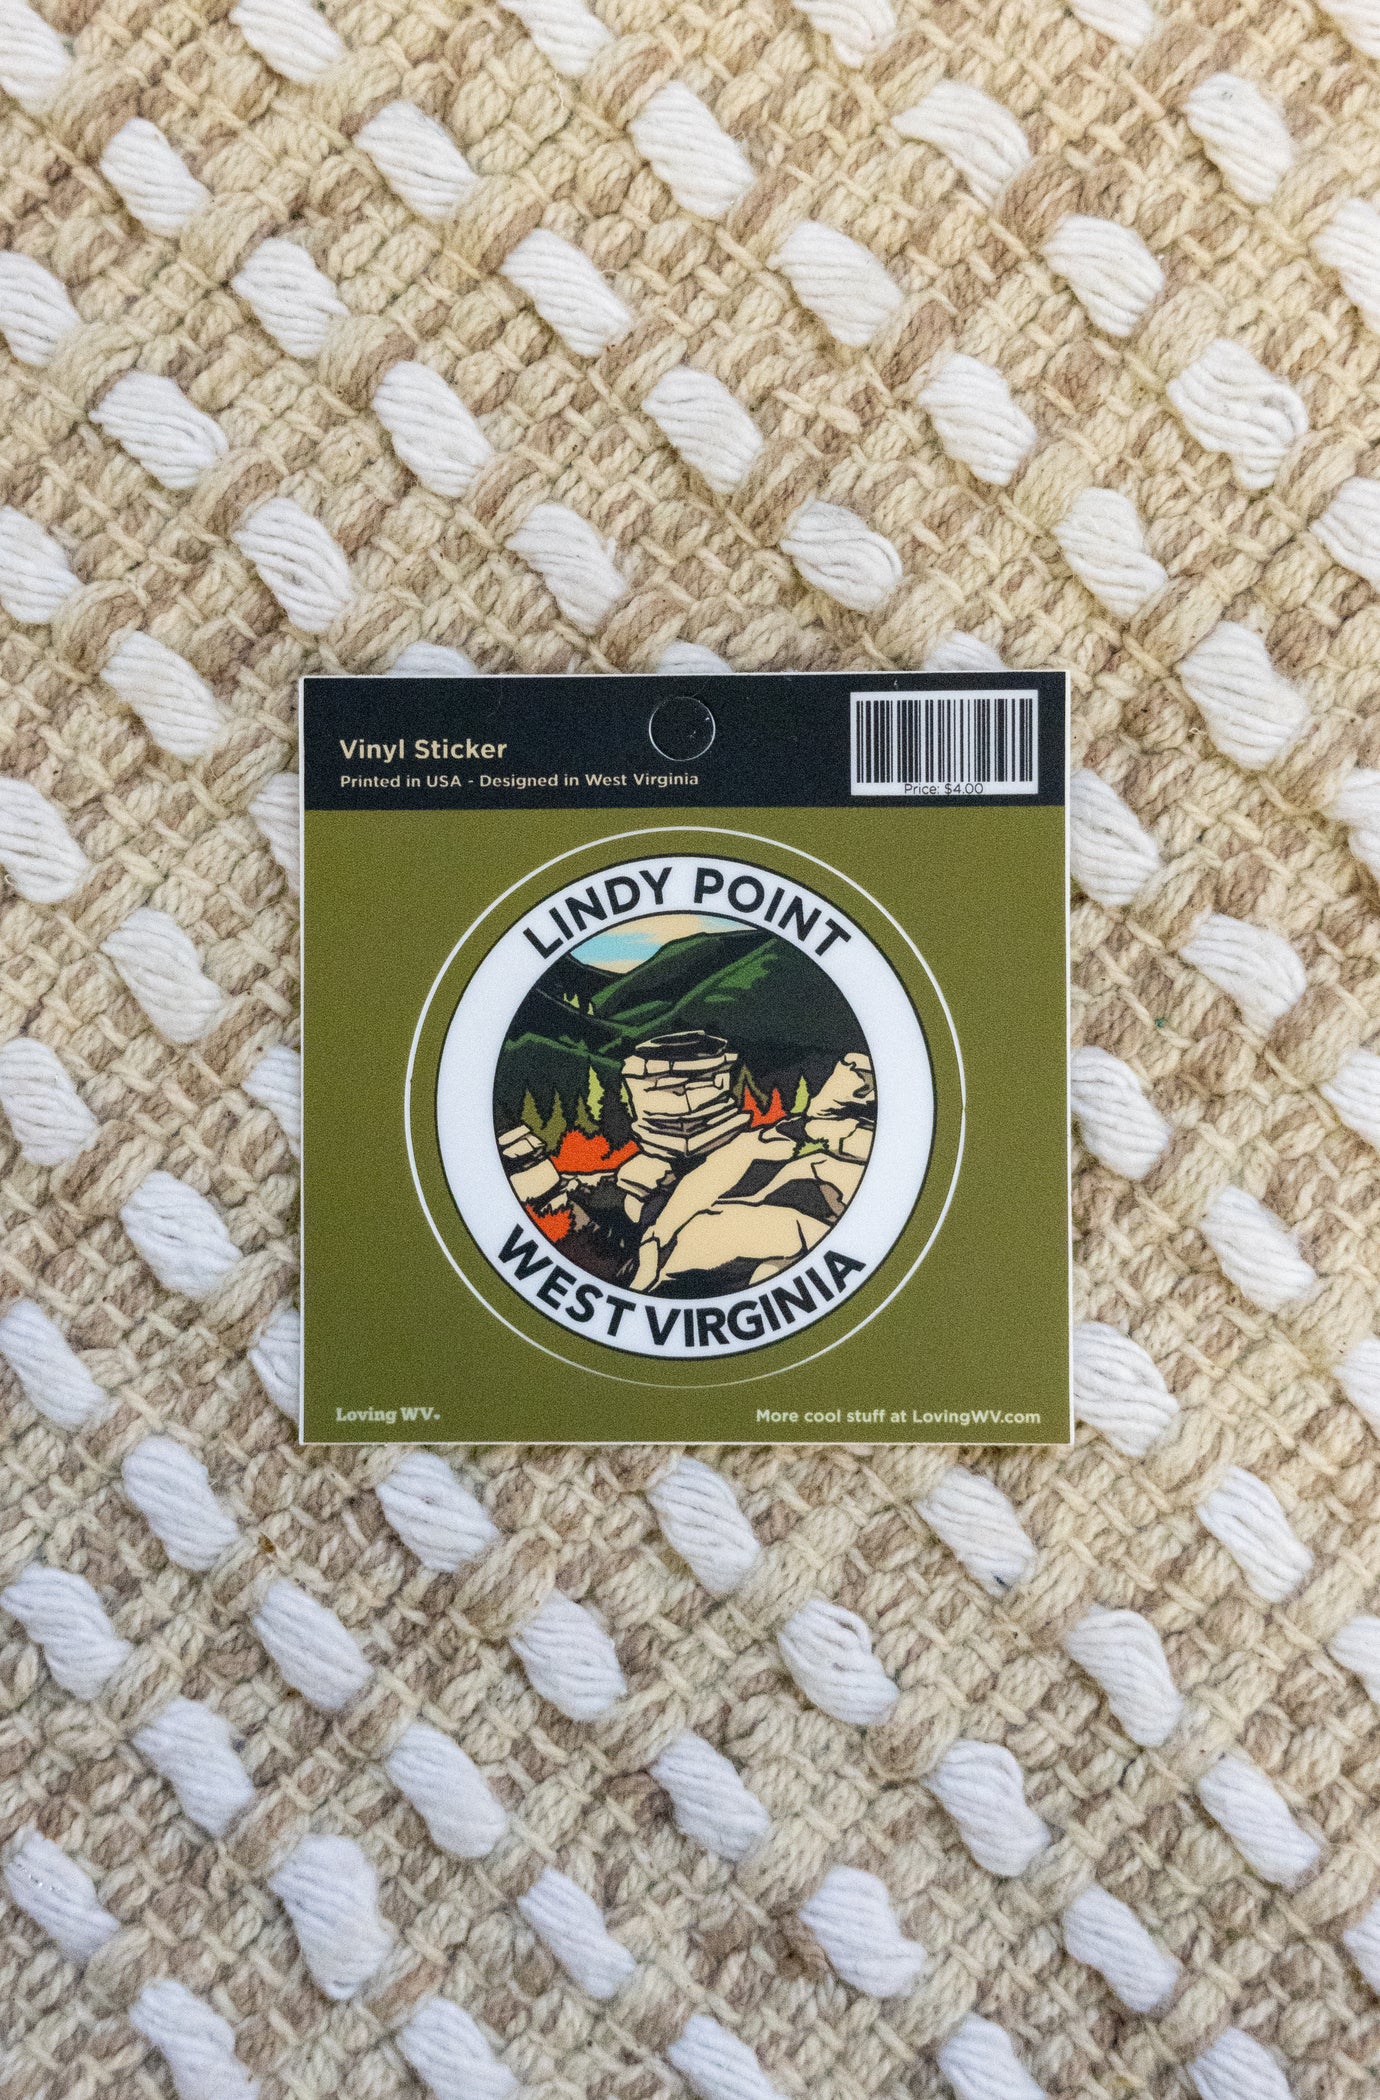 Vinyl Sticker
Printed in USA - Designed in West Virginia
Price: $4.00
LINDY POINT
WEST VIRGINIA
Loving WV.
More cool stuff at LovingWV.com